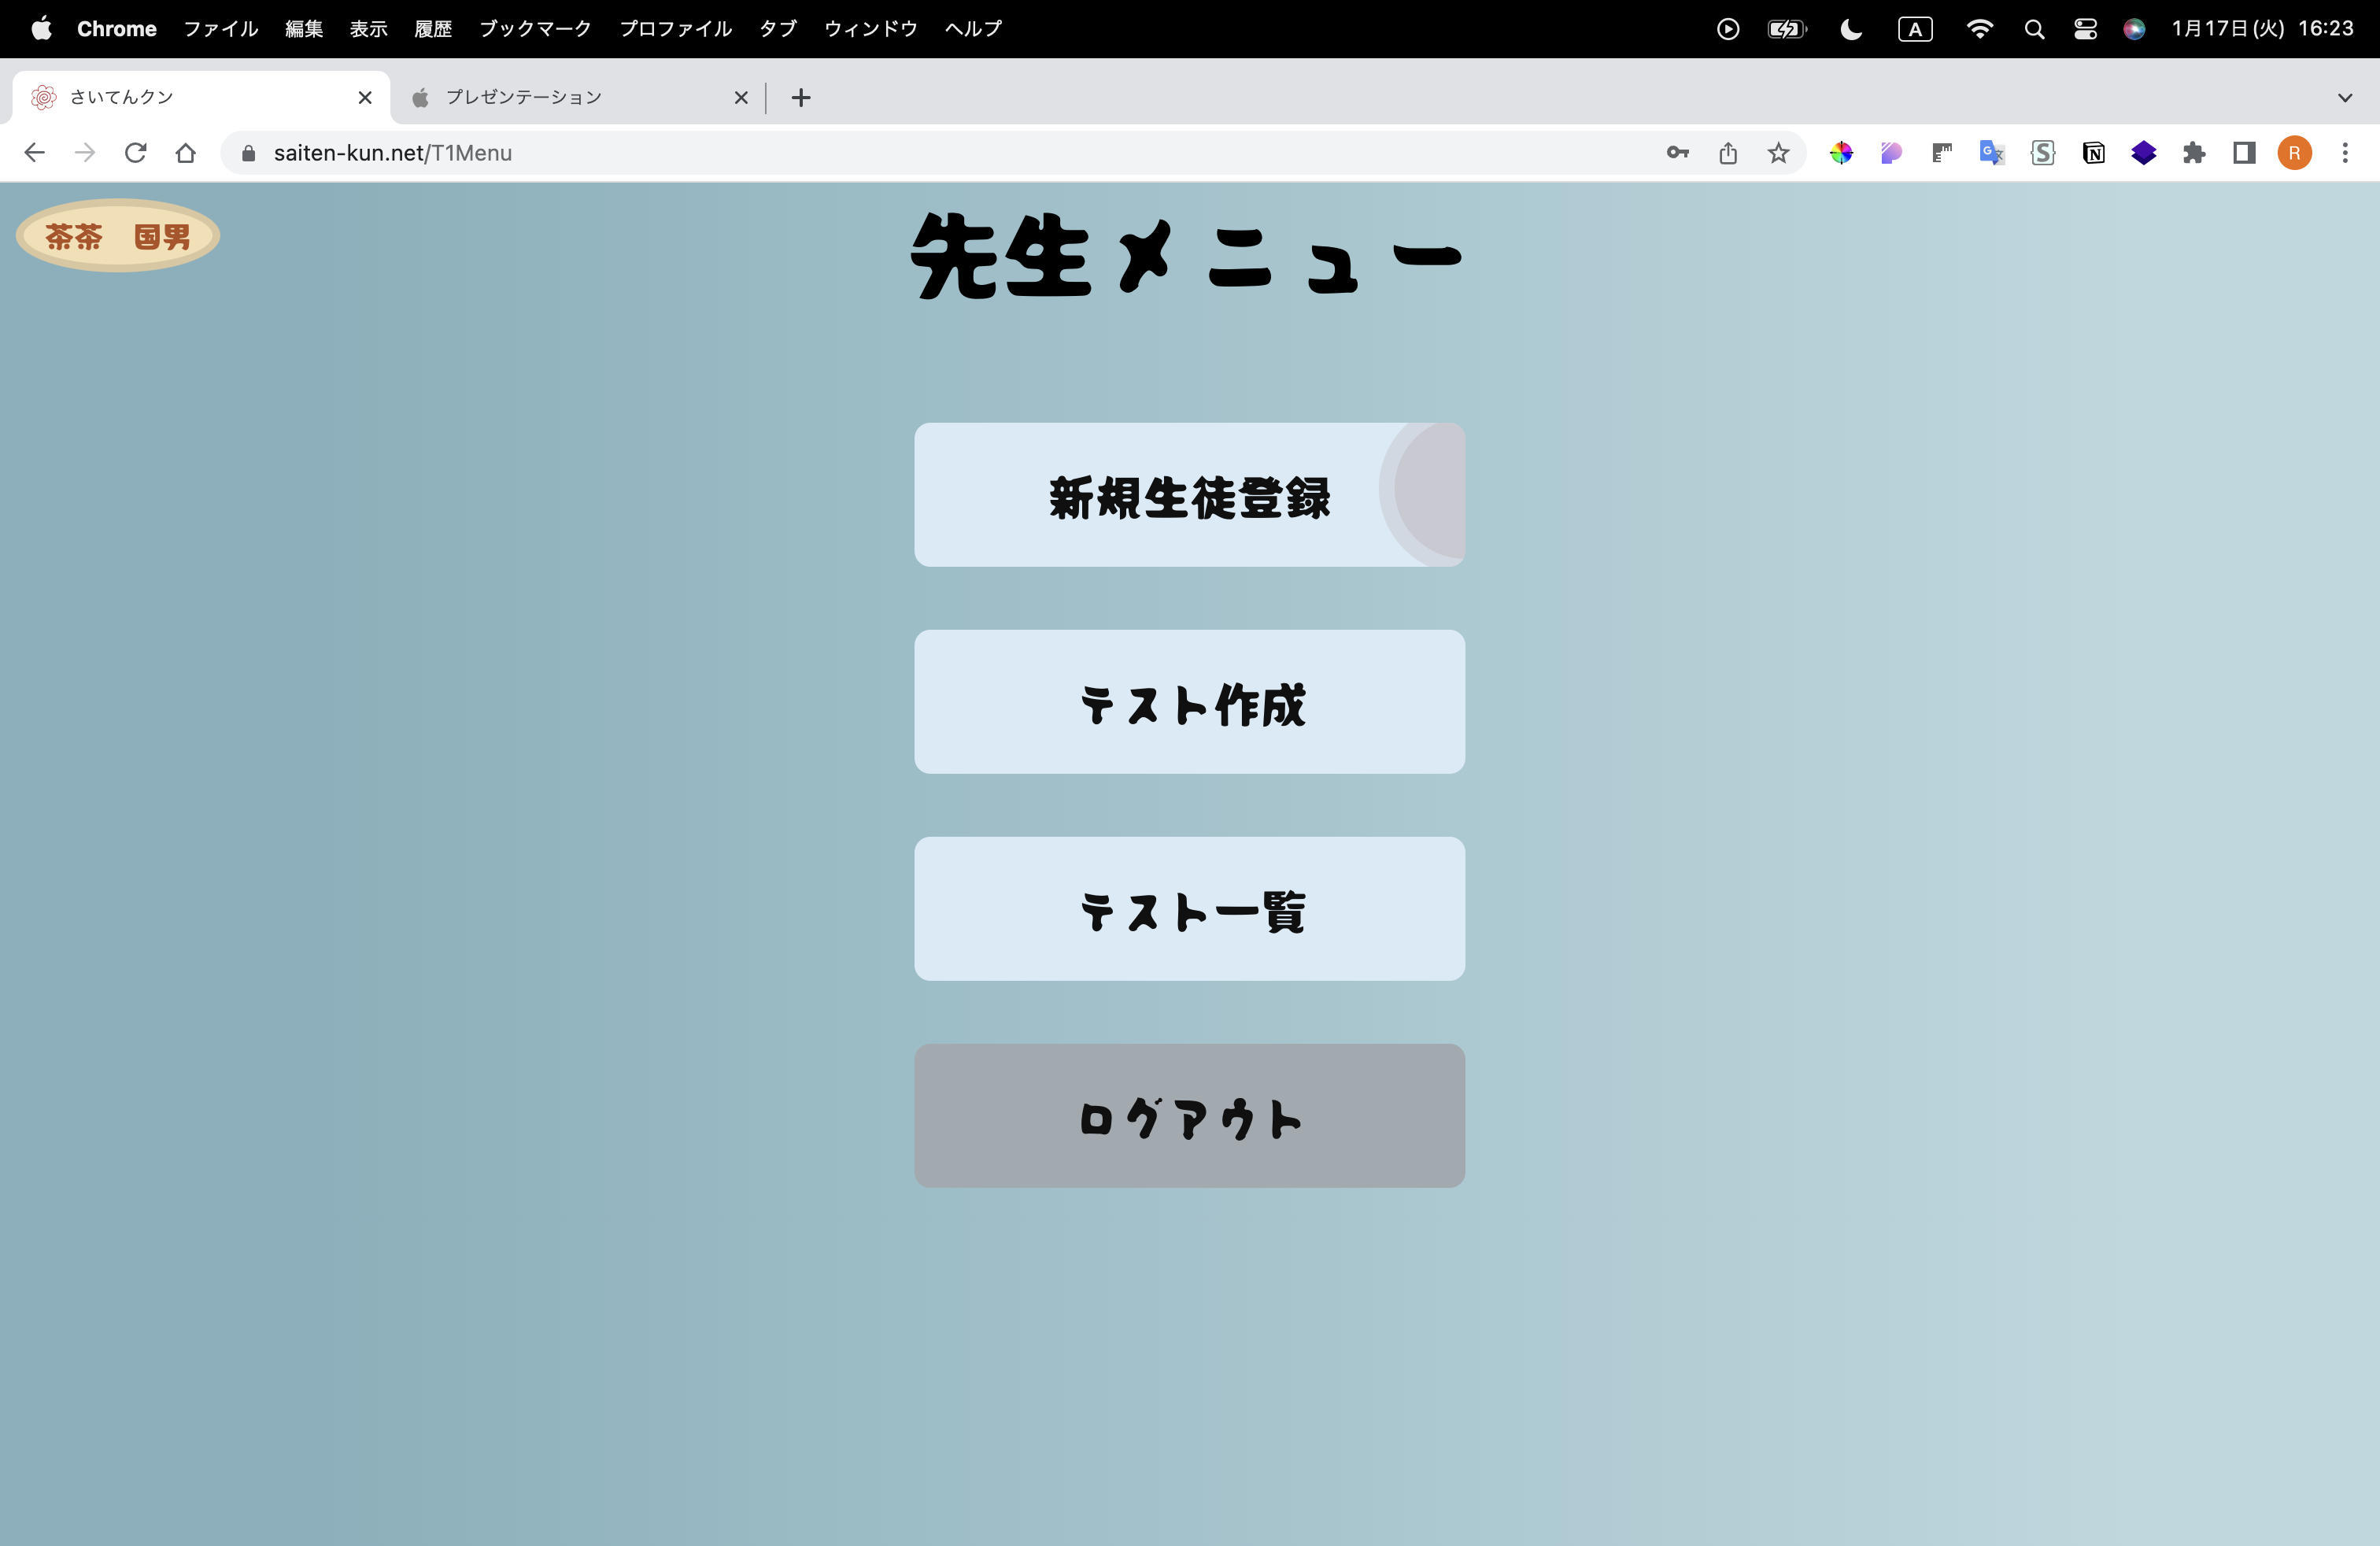 Chrome ファイル 編集 表示 履歴 ブックマーク プロファイル タブ ウィンドウ ヘルプ A 1月17日(火) 16:23
さいてんクン プレゼンテーション
saiten-kun.net/T1Menu R
茶茶　国男
先生メニュー
新規生徒登録
テスト作成
テスト一覧
ログアウト